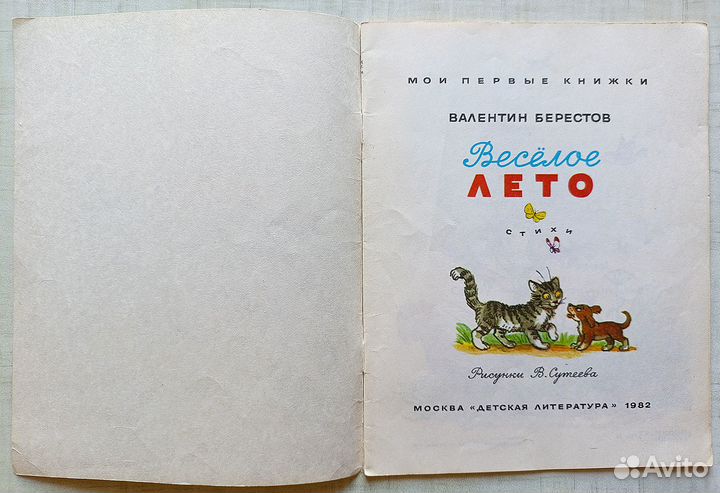 МОИ ПЕРВЫЕ КНИЖКИ
ВАЛЕНТИН БЕРЕСТОВ
Весёлое
ЛЕТО
СТИХИ
Рисунки В. Сутеева
МОСКВА «ДЕТСКАЯ ЛИТЕРАТУРА» 1982
Avito